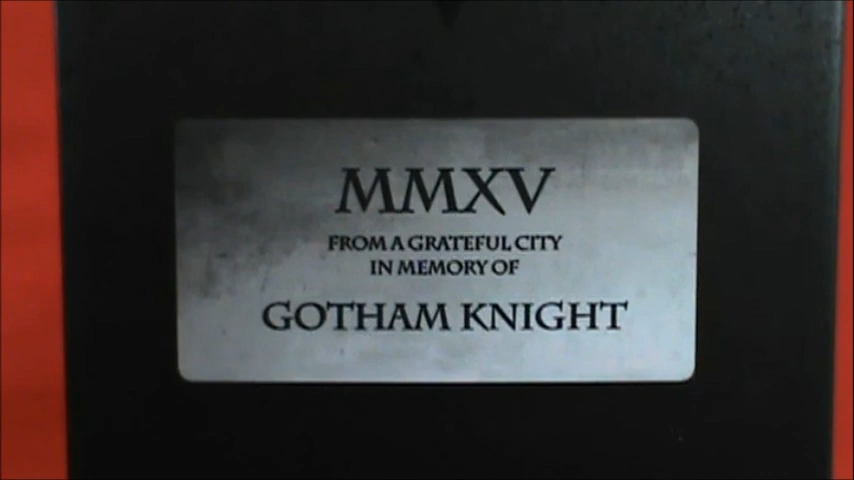 MMXV
FROM A GRATEFUL CITY
IN MEMORY OF
GOTHAM KNIGHT